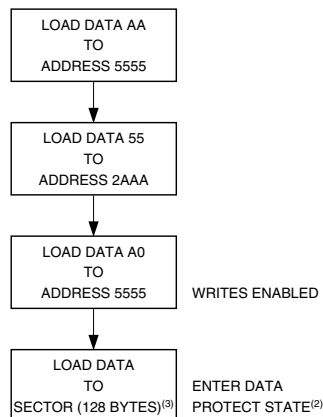 LOAD DATA AA
TO
ADDRESS 5555
LOAD DATA 55
TO
ADDRESS 2AAA
LOAD DATA A0
TO
ADDRESS 5555
WRITES ENABLED
LOAD DATA
TO
SECTOR (128 BYTES)(3)
ENTER DATA
PROTECT STATE(2)